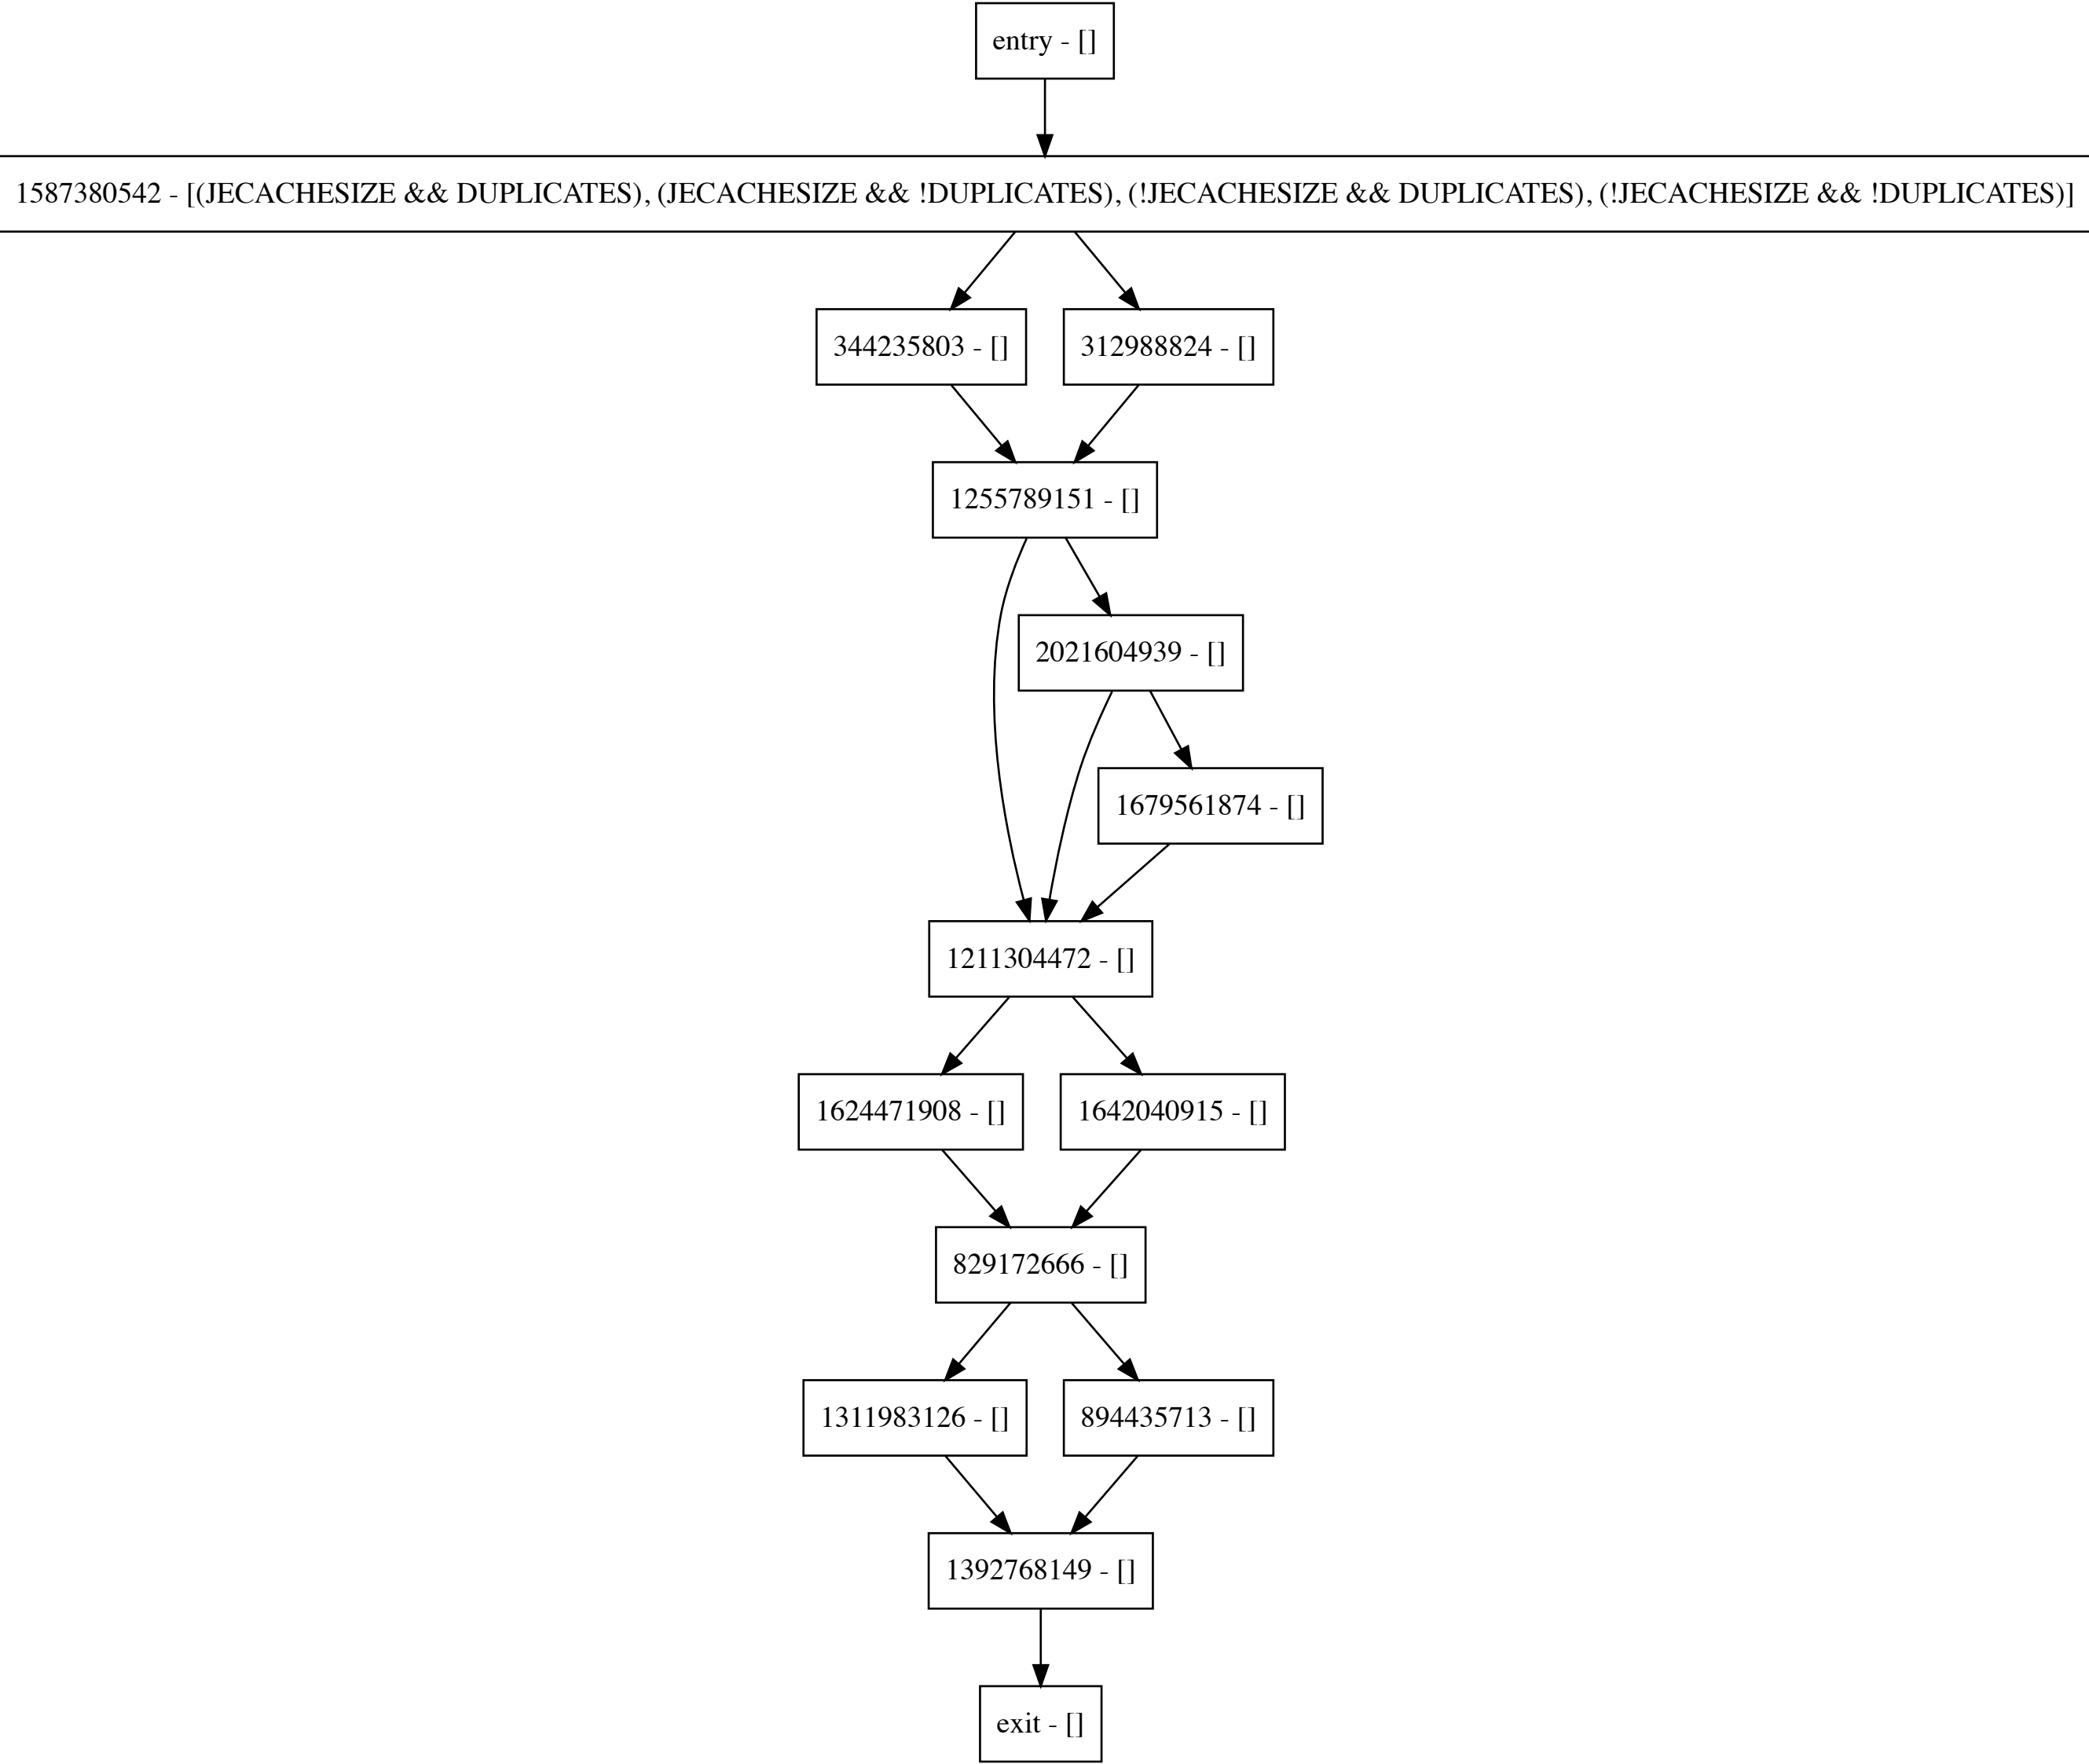 entry - []
1587380542 - [(JECACHESIZE && DUPLICATES), (JECACHESIZE && !DUPLICATES), (!JECACHESIZE && DUPLICATES), (!JECACHESIZE && !DUPLICATES)]
344235803 - []
312988824 - []
1255789151 - []
2021604939 - []
1679561874 - []
1211304472 - []
1624471908 - []
1642040915 - []
829172666 - []
1311983126 - []
894435713 - []
1392768149 - []
exit - []